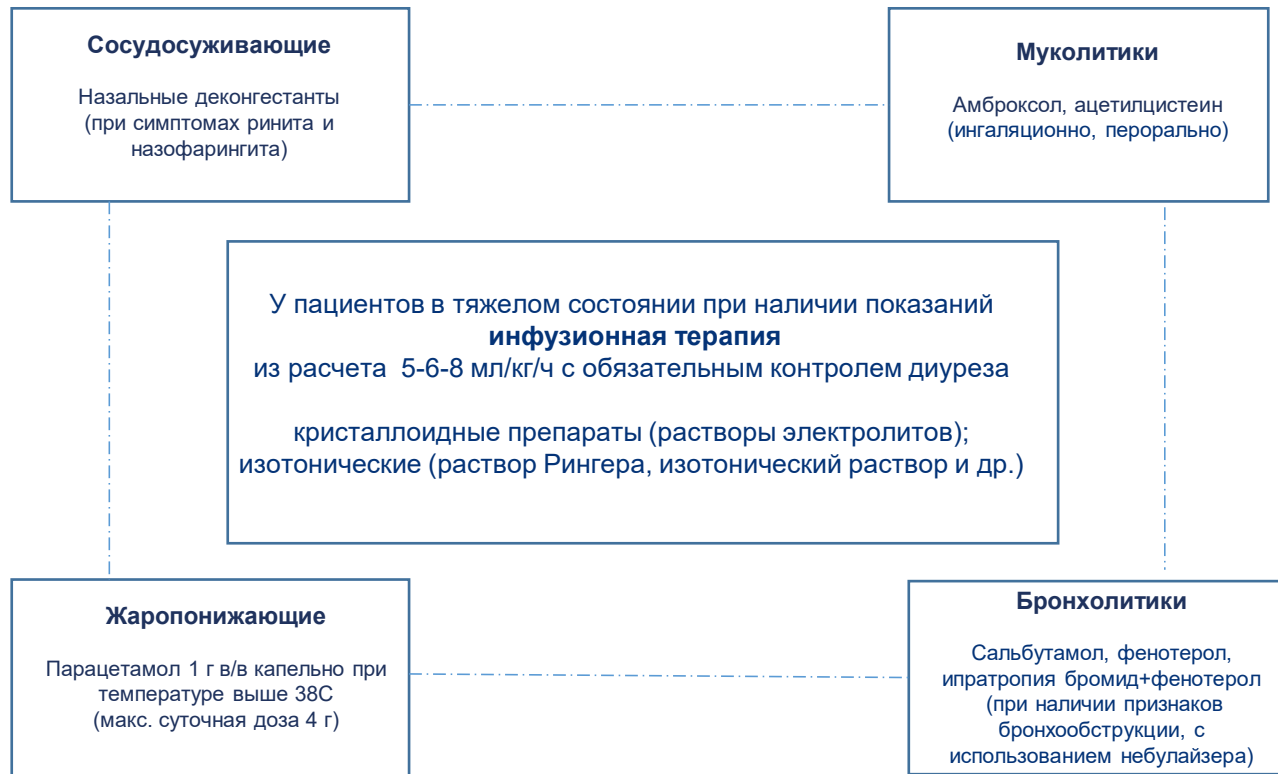 Сосудосуживающие
Назальные деконгестанты
(при симптомах ринита и
назофарингита)
Муколитики
Амброксол, ацетилцистеин
(ингаляционно, перорально)
У пациентов в тяжелом состоянии при наличии показаний
инфузионная терапия
из расчета 5-6-8 мл/кг/ч с обязательным контролем диуреза
кристаллоидные препараты (растворы электролитов);
изотонические (раствор Рингера, изотонический раствор и др.)
Жаропонижающие
Парацетамол 1 г в/в капельно при
температуре выше 38С
(макс. суточная доза 4 г)
Бронхолитики
Сальбутамол, фенотерол,
ипратропия бромид+фенотерол
(при наличии признаков
бронхообструкции, с
использованием небулайзера)